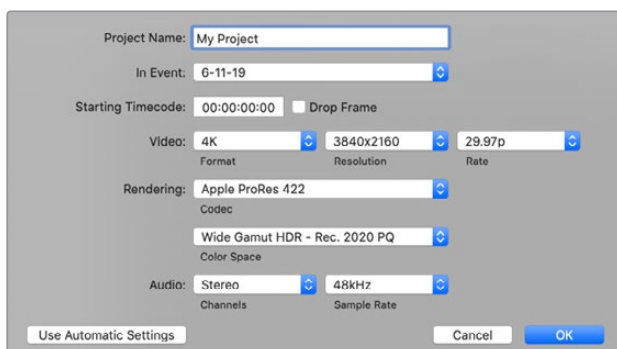 Project Name: My Project
In Event: 6-11-19
Starting Timecode: 00:00:00:00 Drop Frame
Video: 4K 3840x2160 29.97p
Format Resolution Rate
Rendering: Apple ProRes 422
Codec
Wide Gamut HDR - Rec. 2020 PQ
Color Space
Audio: Stereo 48kHz
Channels Sample Rate
Use Automatic Settings Cancel OK